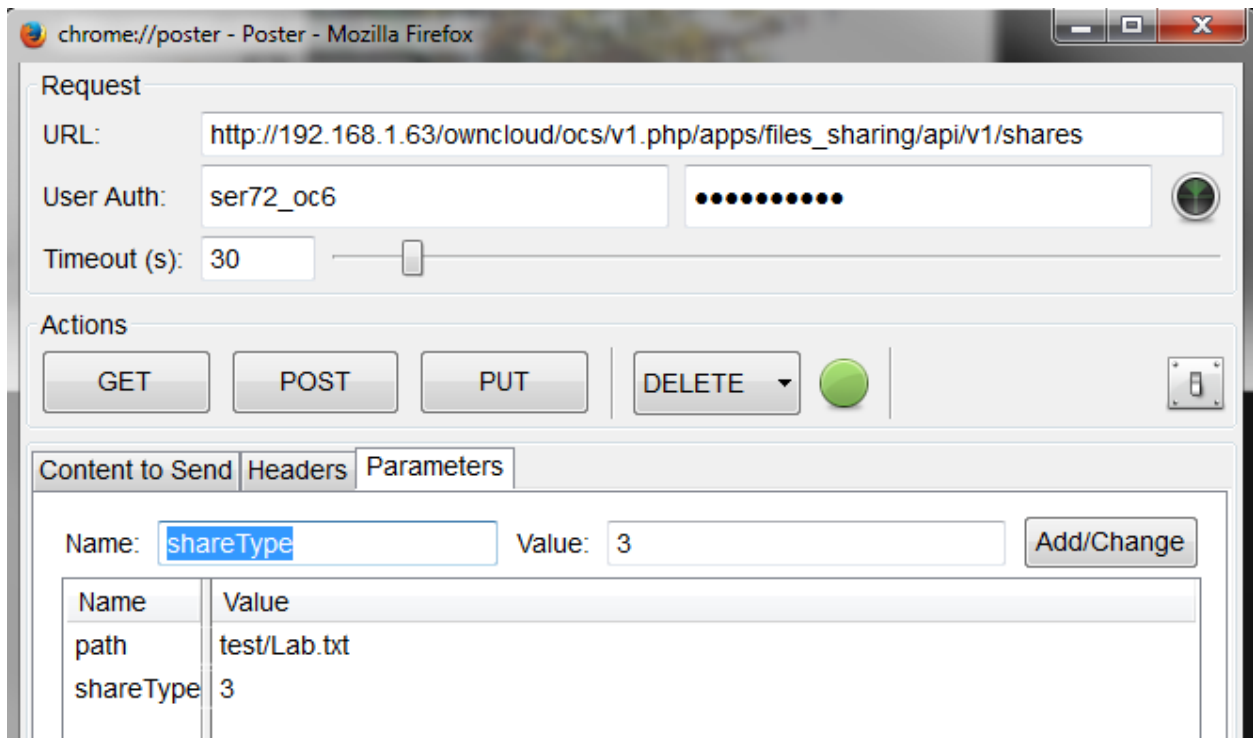 chrome://poster - Poster - Mozilla Firefox
Request
URL: http://192.168.1.63/owncloud/ocs/v1.php/apps/files_sharing/api/v1/shares
User Auth: ser72_oc6 ●●●●●●●●●●
Timeout (s): 30
Actions
GET POST PUT DELETE
Content to Send Headers Parameters
Name: shareType Value: 3 Add/Change
Name Value
path test/Lab.txt
shareType 3